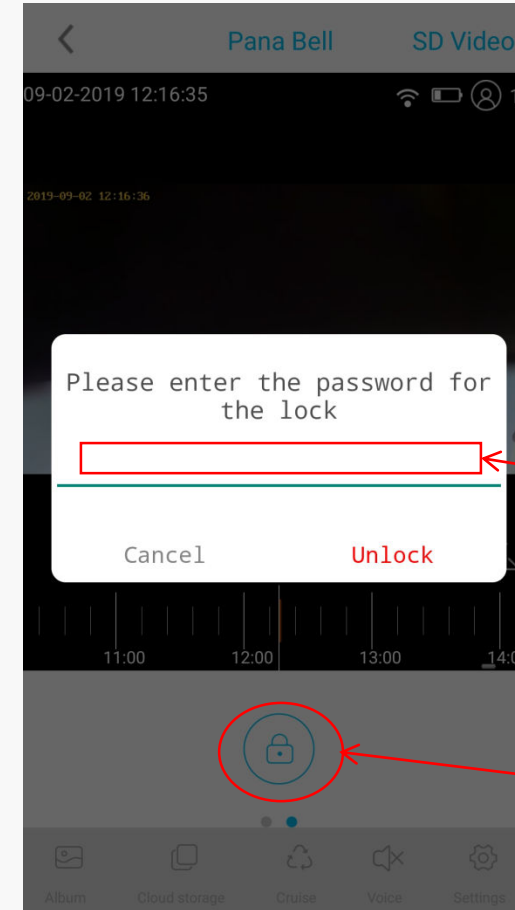 Pana Bell SD Video
09-02-2019 12:16:35
2019-09-02 12:16:36
Please enter the password for
the lock
Cancel Unlock
11:00 12:00 13:00 14:0
Album Cloud storage Cruise Voice Settings